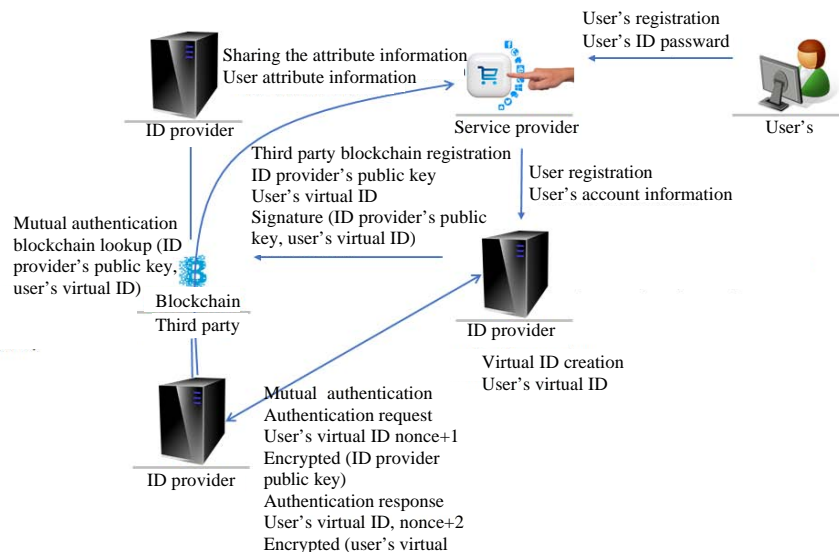 User's registration
User's ID password
Sharing the attribute information
User attribute information
ID provider
Service provider
User's
Third party blockchain registration
ID provider's public key
User's virtual ID
Signature (ID provider's public
key, user's virtual ID)
User registration
User's account information
Mutual authentication
blockchain lookup (ID
provider's public key,
user's virtual ID)
Blockchain
Third party
ID provider
Virtual ID creation
User's virtual ID
ID provider
Mutual authentication
Authentication request
User's virtual ID nonce+1
Encrypted (ID provider
public key)
Authentication response
User's virtual ID, nonce+2
Encrypted (user's virtual